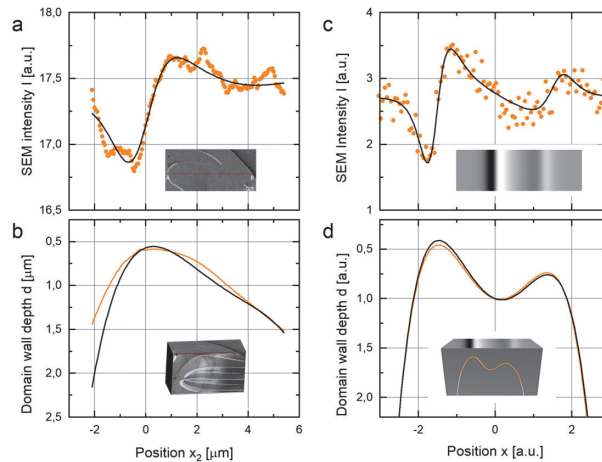 a
c
18,0
17,5
17,0
16,5
SEM Intensity I [a.u.]
4
3
2
1
SEM Intensity I [a.u.]
b
d
0,5
1,0
1,5
2,0
2,5
Domain wall depth d [µm]
-2 0 2 4 6
Position x₂ [µm]
0,5
1,0
1,5
2,0
Domain wall depth d [a.u.]
-2 0 2
Position x [a.u.]